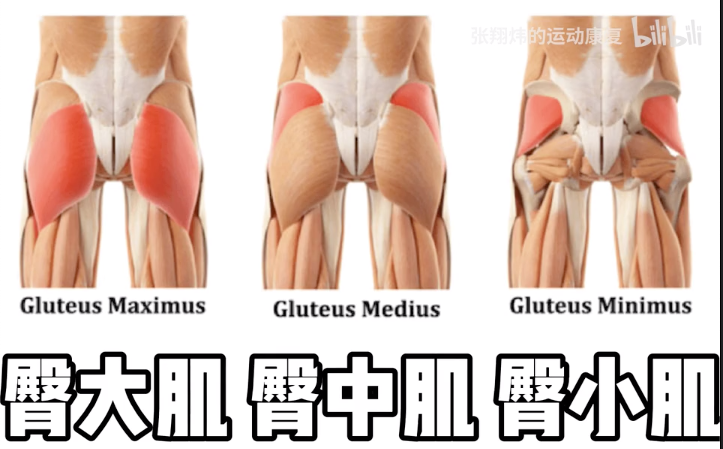 张翔炜的运动康复 bilibili
Gluteus Maximus
Gluteus Medius
Gluteus Minimus
臀大肌 臀中肌 臀小肌